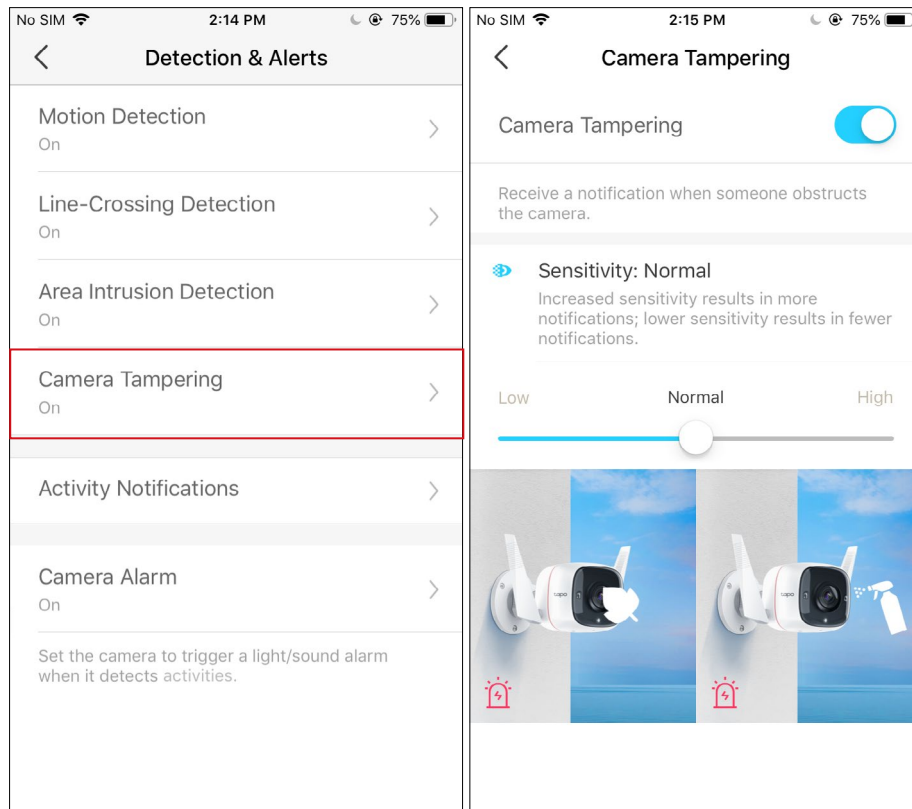 No SIM 2:14 PM 75%
Detection & Alerts
Motion Detection
On
Line-Crossing Detection
On
Area Intrusion Detection
On
Camera Tampering
On
Activity Notifications
Camera Alarm
On
Set the camera to trigger a light/sound alarm
when it detects activities.
No SIM 2:15 PM 75%
Camera Tampering
Camera Tampering
Receive a notification when someone obstructs
the camera.
Sensitivity: Normal
Increased sensitivity results in more
notifications; lower sensitivity results in fewer
notifications.
Low Normal High
tapo
tapo